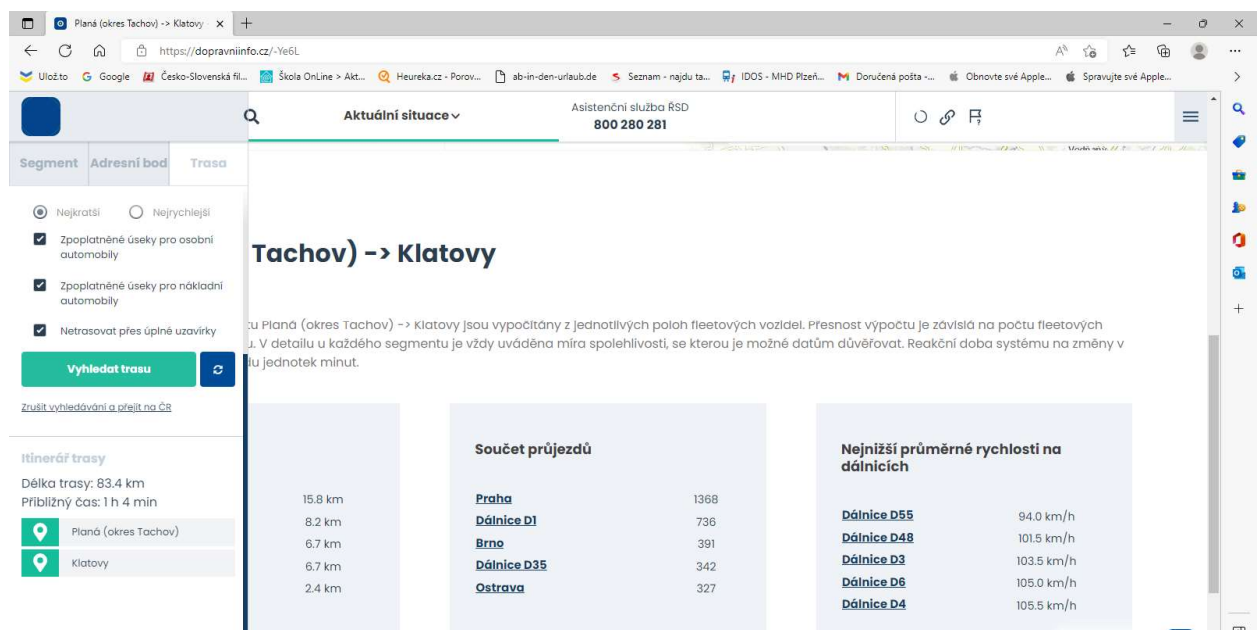 Planá (okres Tachov) -> Klatovy
https://dopravniinfo.cz/-Ye6L
Uložto
Google
Česko-Slovenská fil...
Škola OnLine > Akt...
Heureka.cz - Porov...
ab-in-den-urlaub.de
Seznam - najdu ta...
IDOS - MHD Plzeň...
Doručená pošta -...
Obnovte své Apple...
Spravujte své Apple...
Aktuální situace
Asistenční služba ŘSD
800 280 281
Segment
Adresní bod
Trasa
Nejkratší
Nejrychlejší
Zpoplatněné úseky pro osobní
automobily
Zpoplatněné úseky pro nákladní
automobily
Netrasovat přes úplné uzavírky
Vyhledat trasu
Zrušit vyhledávání a přejít na ČR
Itinerář trasy
Délka trasy: 83.4 km
Přibližný čas: 1 h 4 min
Planá (okres Tachov)
Klatovy
Tachov) -> Klatovy
tu Planá (okres Tachov) -> Klatovy jsou vypočítány z jednotlivých poloh fleetových vozidel. Přesnost výpočtu je závislá na počtu fleetových
u. V detailu u každého segmentu je vždy uváděna míra spolehlivosti, se kterou je možné datům důvěřovat. Reakční doba systému na změny v
du jednotek minut.
15.8 km
8.2 km
6.7 km
6.7 km
2.4 km
Součet průjezdů
Praha 1368
Dálnice D1 736
Brno 391
Dálnice D35 342
Ostrava 327
Nejnižší průměrné rychlosti na
dálnicích
Dálnice D55 94.0 km/h
Dálnice D48 101.5 km/h
Dálnice D3 103.5 km/h
Dálnice D6 105.0 km/h
Dálnice D4 105.5 km/h